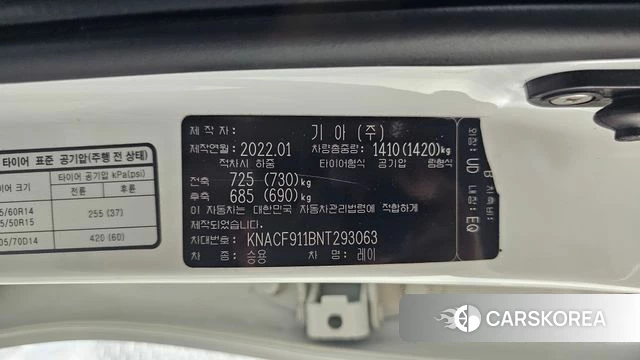 타이어 표준 공기압(주행 전 상태)
이어 크기
타이어 공기압 kPa(psi)
전륜 후륜
5/60R14
5/50R15
255 (37)
05/70D14
420 (60)
제 작 자 : 기아 (주)
제작연월: 2022.01 차량총중량: 1410(1420)kg
적차시 하중 타이어형식 공기압 림형식
전축 725 (730)kg
후축 685 (690)kg
이 자동차는 대한민국 자동차관리법령에 적합하게
제작되었습니다.
차대번호: KNACF911BNT293063
차 종: 승용 차 명: 레이
외장: UD 내장: EQ
CARSKOREA